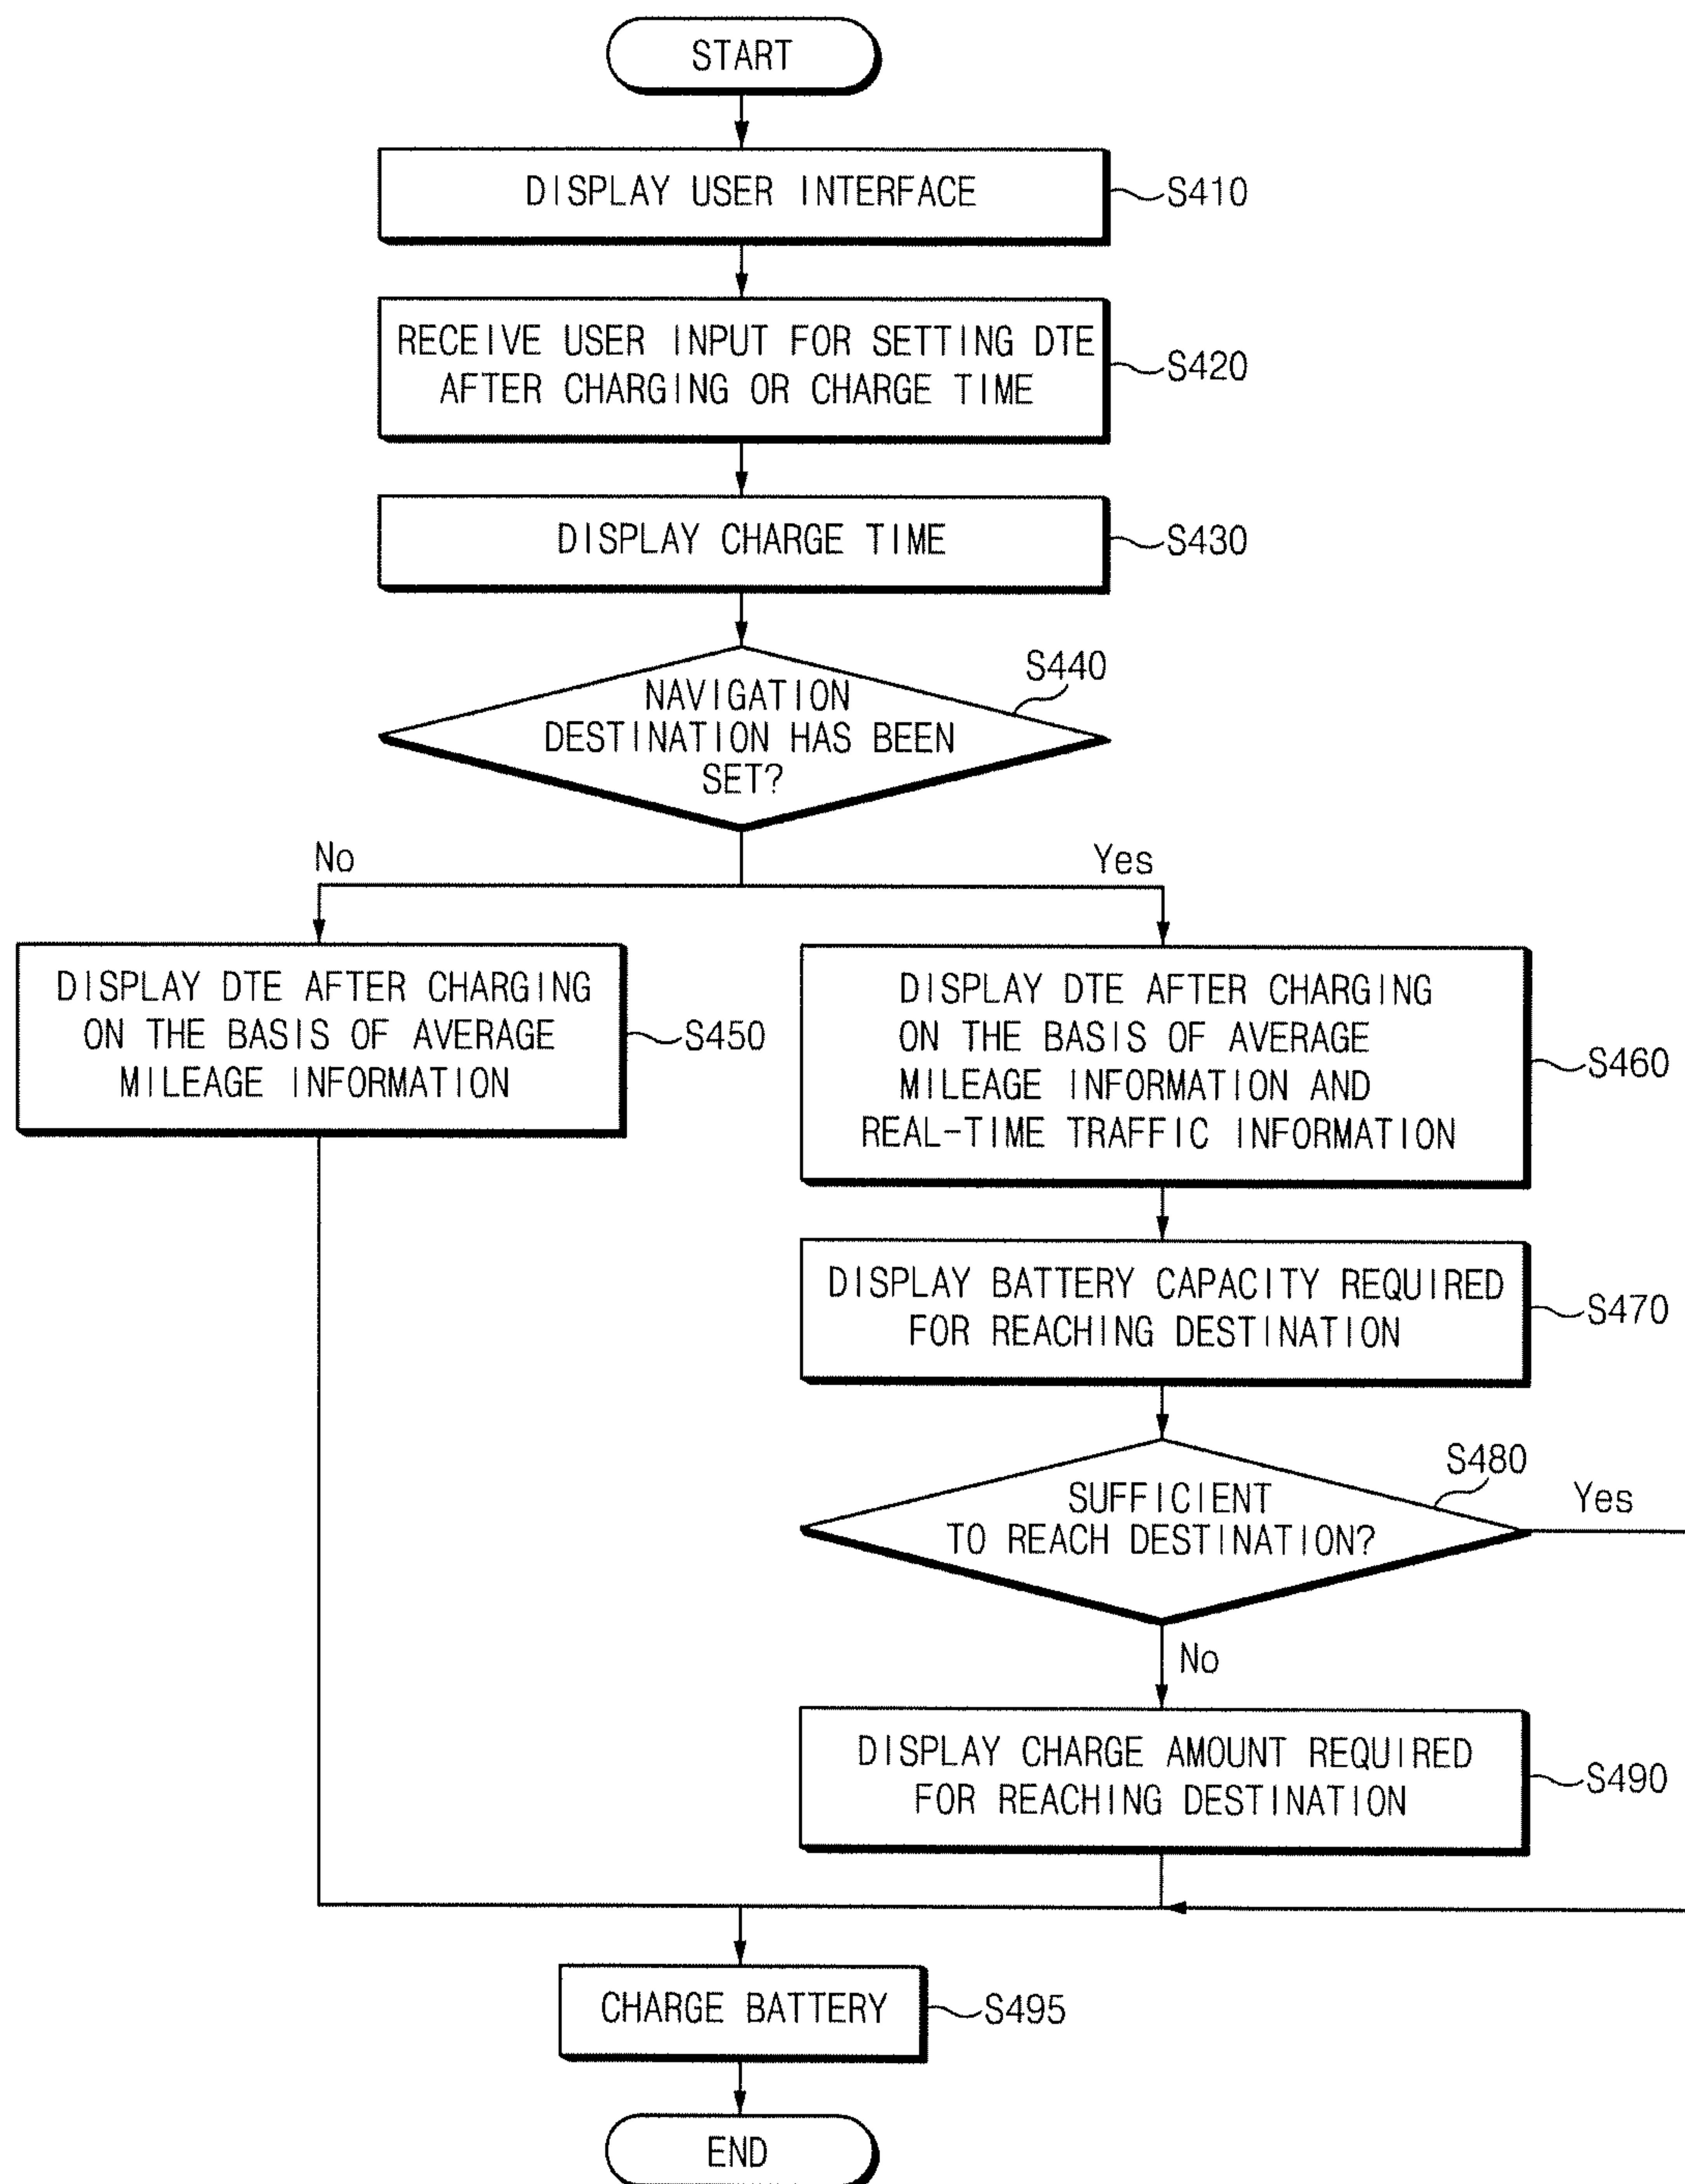 START
DISPLAY USER INTERFACE
S410
RECEIVE USER INPUT FOR SETTING DTE
AFTER CHARGING OR CHARGE TIME
S420
DISPLAY CHARGE TIME
S430
S440
NAVIGATION
DESTINATION HAS BEEN
SET?
No
Yes
DISPLAY DTE AFTER CHARGING
ON THE BASIS OF AVERAGE
MILEAGE INFORMATION
S450
DISPLAY DTE AFTER CHARGING
ON THE BASIS OF AVERAGE
MILEAGE INFORMATION AND
REAL-TIME TRAFFIC INFORMATION
S460
DISPLAY BATTERY CAPACITY REQUIRED
FOR REACHING DESTINATION
S470
S480
SUFFICIENT
TO REACH DESTINATION?
Yes
No
DISPLAY CHARGE AMOUNT REQUIRED
FOR REACHING DESTINATION
S490
CHARGE BATTERY
S495
END